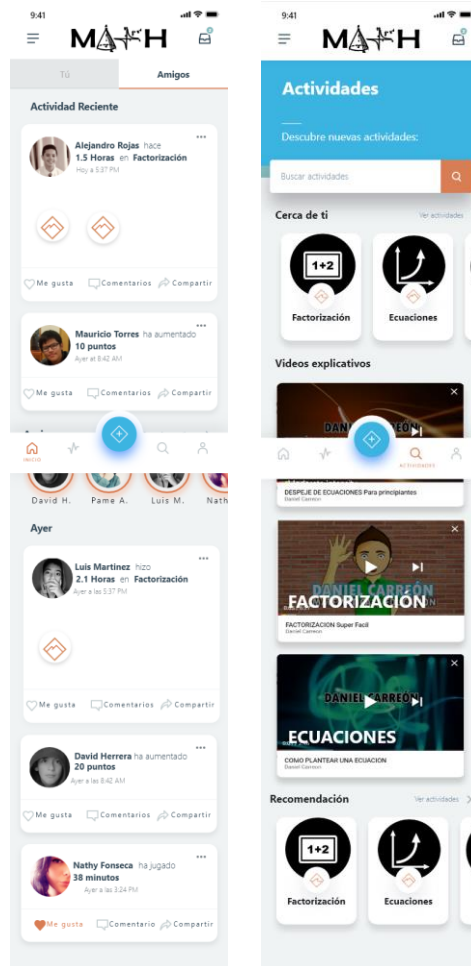 9:41
MATH
Tú
Amigos
Actividad Reciente
Alejandro Rojas hace
1.5 Horas en Factorización
Hoy a 5:37 PM
Me gusta
Comentarios
Compartir
Mauricio Torres ha aumentado
10 puntos
Ayer at 8:42 AM
Me gusta
Comentarios
Compartir
INICIO
David H.
Pame A.
Luis M.
Nath
Ayer
Luis Martinez hizo
2.1 Horas en Factorización
Ayer a las 5:37 PM
Me gusta
Comentarios
Compartir
David Herrera ha aumentado
20 puntos
Ayer a las 8:42 AM
Me gusta
Comentarios
Compartir
Nathy Fonseca ha jugado
38 minutos
Ayer a las 3:24 PM
Me gusta
Comentario
Compartir
9:41
MATH
Actividades
Descubre nuevas actividades:
Buscar actividades
Cerca de ti
Ver actividades
1+2
Factorización
Ecuaciones
Videos explicativos
ACTIVIDADES
DESPEJE DE ECUACIONES Para principiantes
Daniel Carreon
DANIEL CARREÓN
FACTORIZACIÓN
FACTORIZACION Super Facil
Daniel Carreon
DANIEL CARREÓN
ECUACIONES
COMO PLANTEAR UNA ECUACION
Daniel Carreon
Recomendación
Ver actividades
1+2
Factorización
Ecuaciones